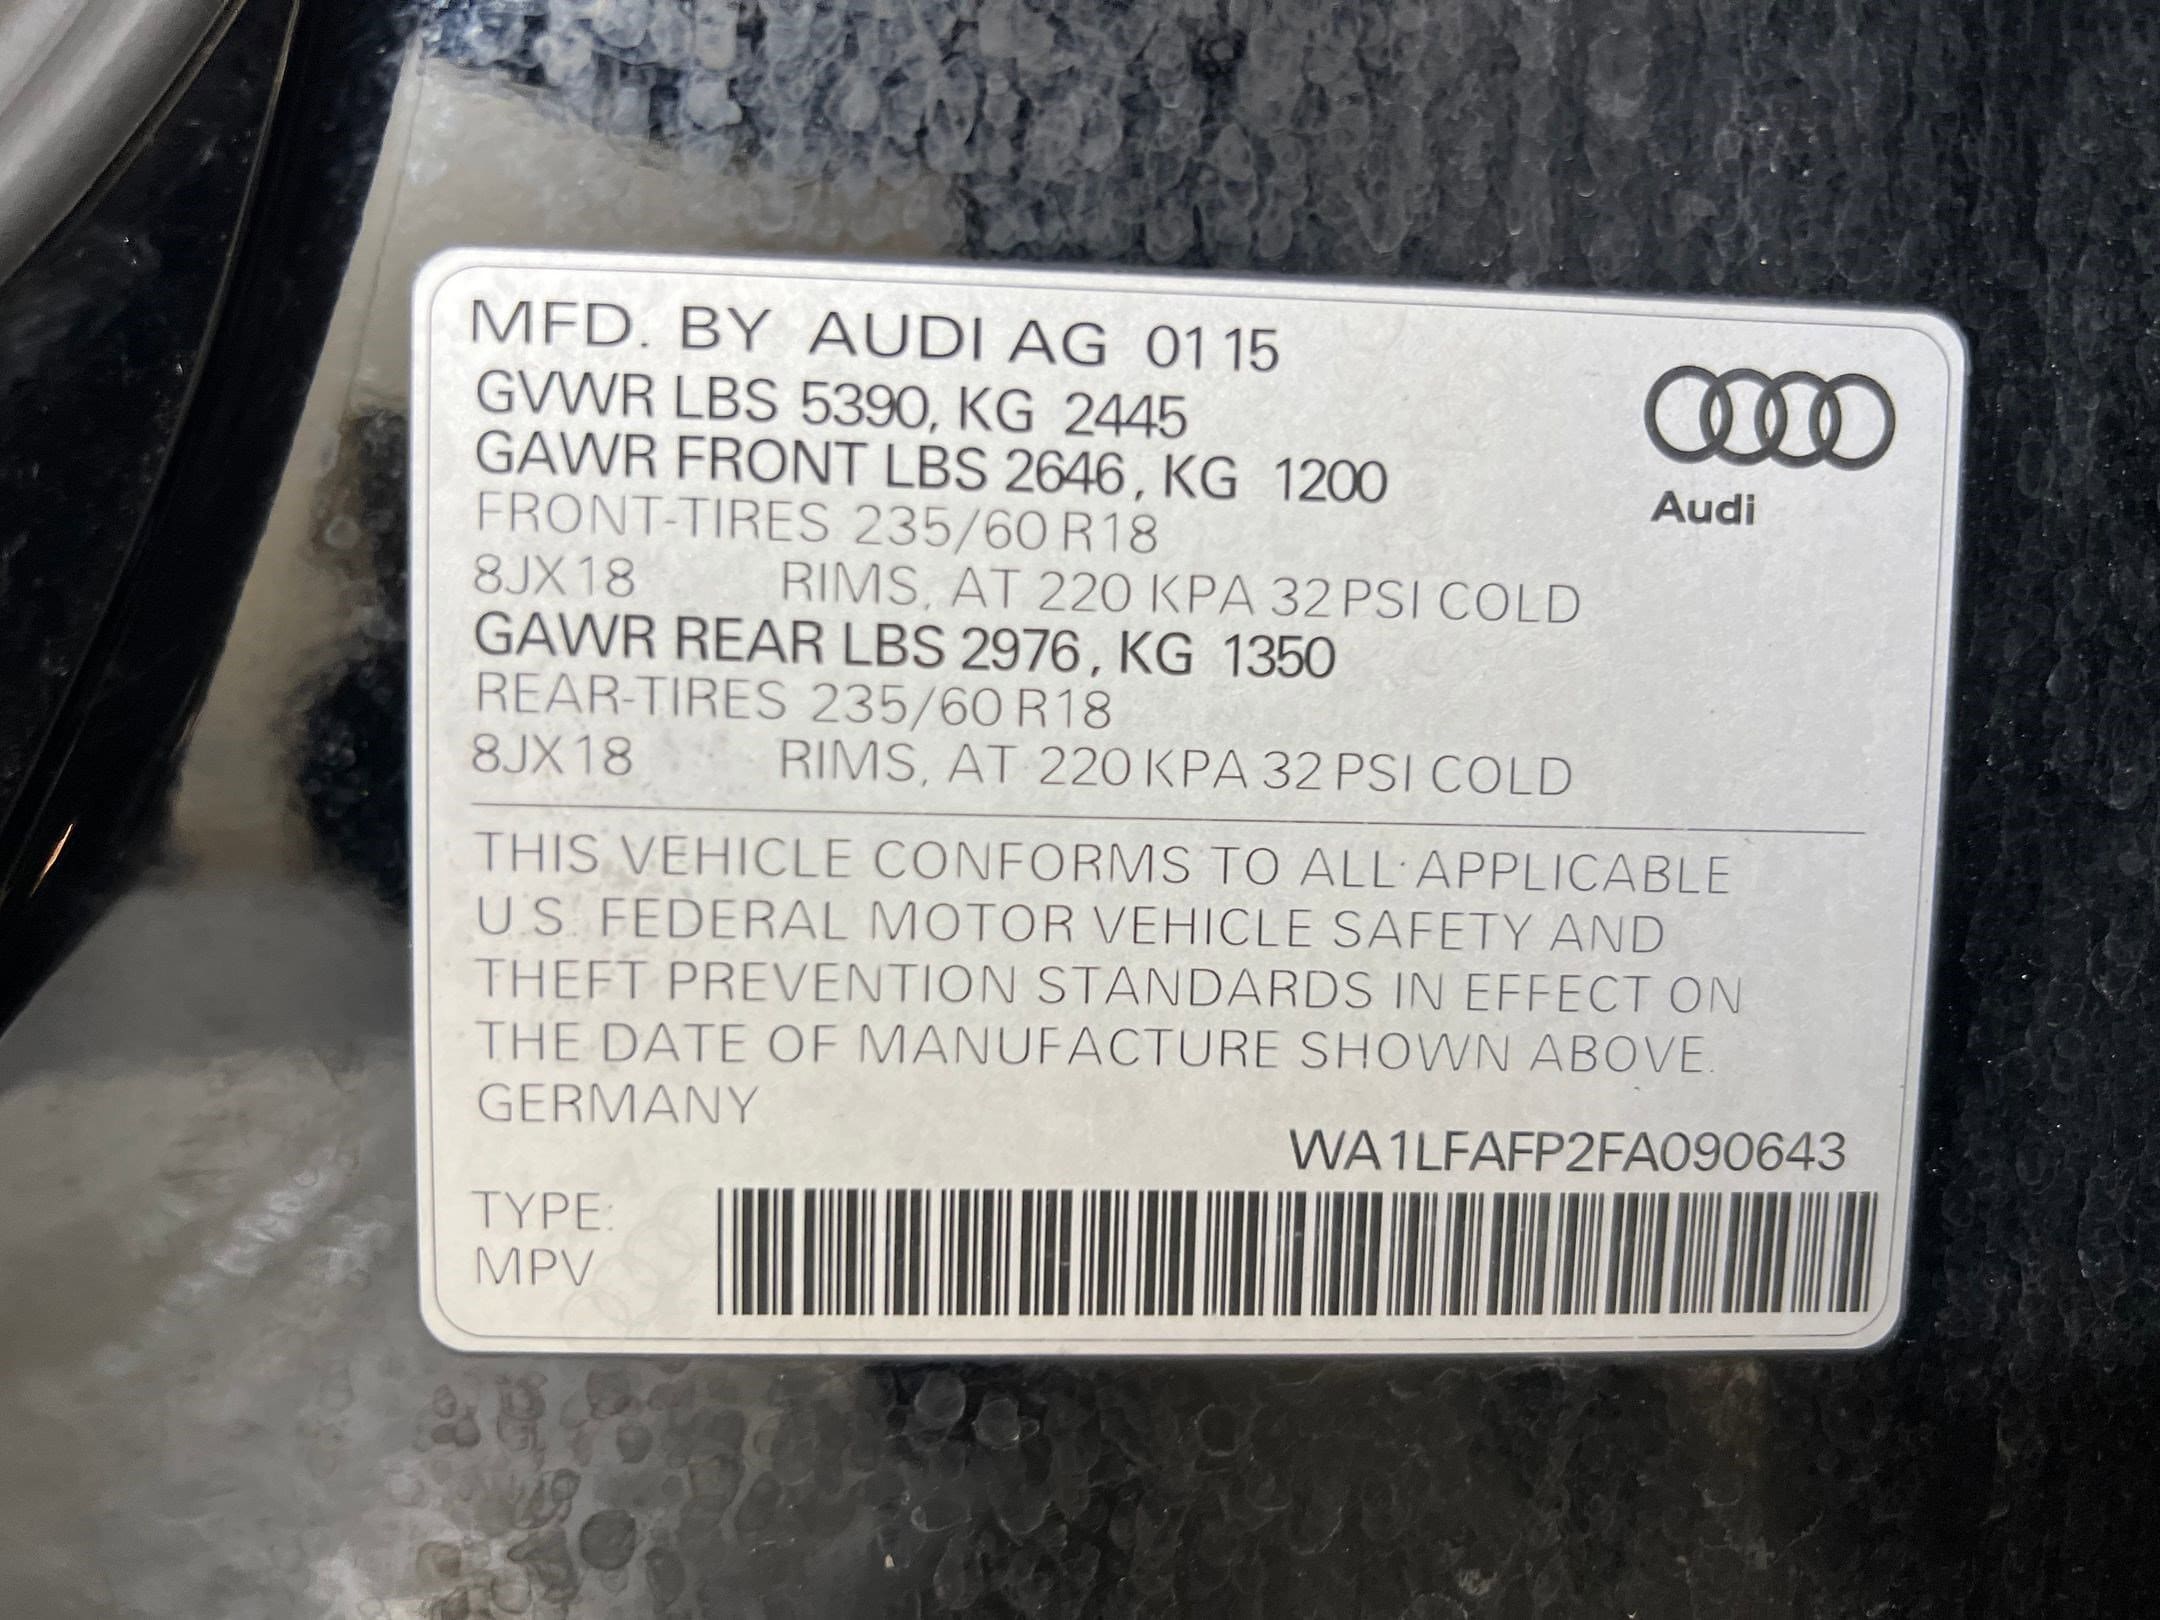 MFD. BY AUDI AG 01 15
GVWR LBS 5390, KG 2445
GAWR FRONT LBS 2646, KG 1200
FRONT-TIRES 235/60 R18
8JX18 RIMS, AT 220 KPA 32 PSI COLD
GAWR REAR LBS 2976, KG 1350
REAR-TIRES 235/60 R18
8JX18 RIMS, AT 220 KPA 32 PSI COLD
Audi
THIS VEHICLE CONFORMS TO ALL APPLICABLE
U.S. FEDERAL MOTOR VEHICLE SAFETY AND
THEFT PREVENTION STANDARDS IN EFFECT ON
THE DATE OF MANUFACTURE SHOWN ABOVE.
GERMANY
WA1LFAFP2FA090643
TYPE:
MPV